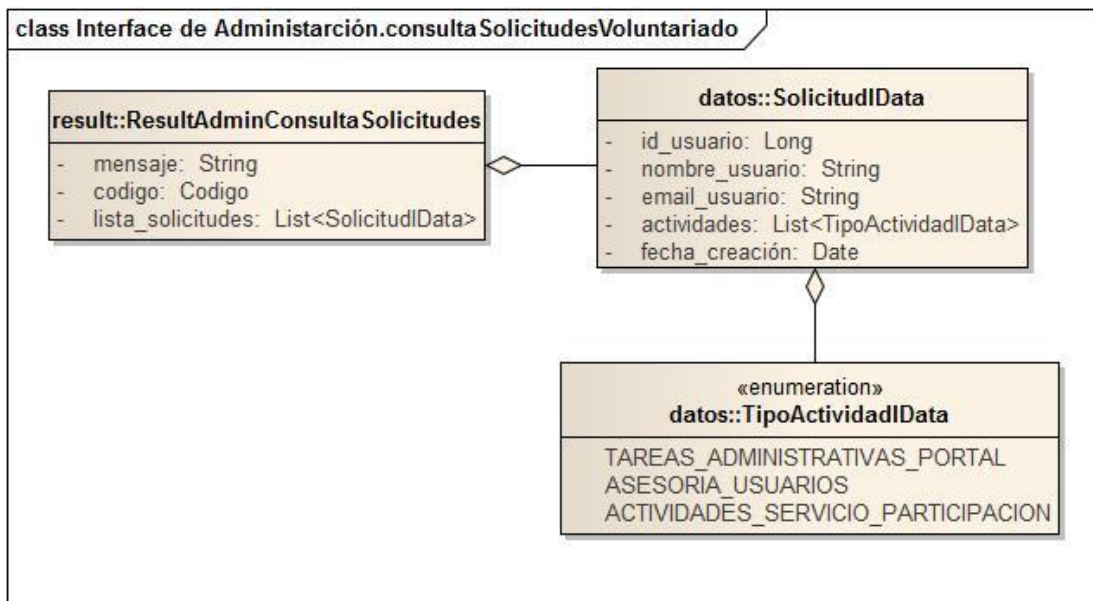 class Interface de Administarción.consultaSolicitudesVoluntariado
result::ResultAdminConsultaSolicitudes
- mensaje: String
- codigo: Codigo
- lista_solicitudes: List<SolicitudIData>
datos::SolicitudIData
- id_usuario: Long
- nombre_usuario: String
- email_usuario: String
- actividades: List<TipoActividadIData>
- fecha_creación: Date
«enumeration»
datos::TipoActividadIData
TAREAS_ADMINISTRATIVAS_PORTAL
ASESORIA_USUARIOS
ACTIVIDADES_SERVICIO_PARTICIPACION